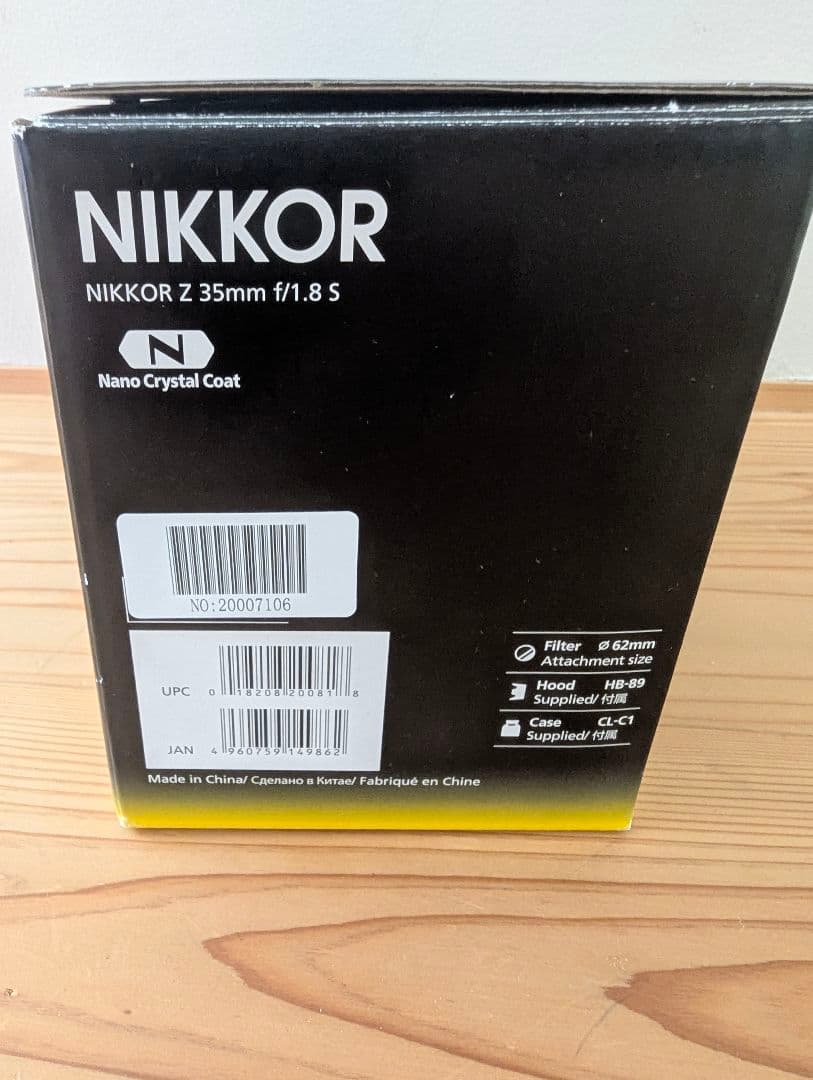 NIKKOR
NIKKOR Z 35mm f/1.8 S
N
Nano Crystal Coat
NO:20007106
UPC 0 18208 20081 8
JAN 4 960759 149862
Filter ⌀62mm
Attachment size
Hood HB-89
Supplied/ 付属
Case CL-C1
Supplied/ 付属
Made in China/ Сделано в Китае/ Fabriqué en Chine